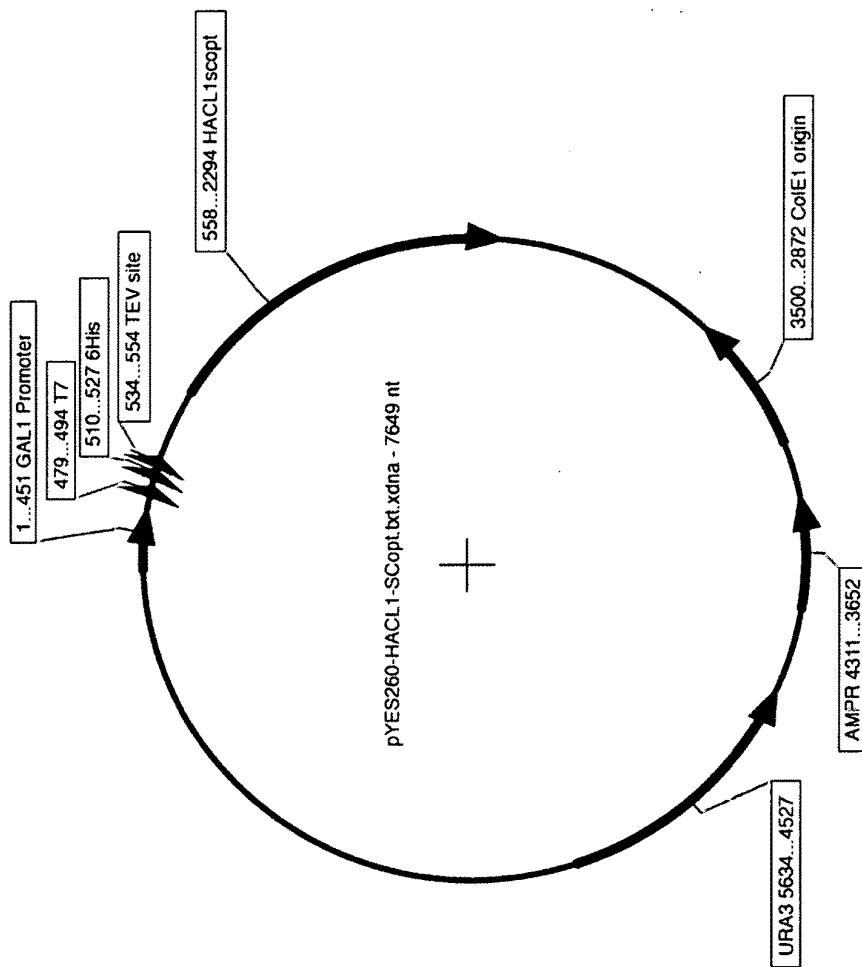 1...451 GAL1 Promoter
479...494 T7
510...527 6His
534...554 TEV site
558...2294 HACL1scopt
pYES260-HACL1-SCopt.txt.xdna - 7649 nt
3500...2872 ColE1 origin
AMPR 4311...3652
URA3 5634...4527